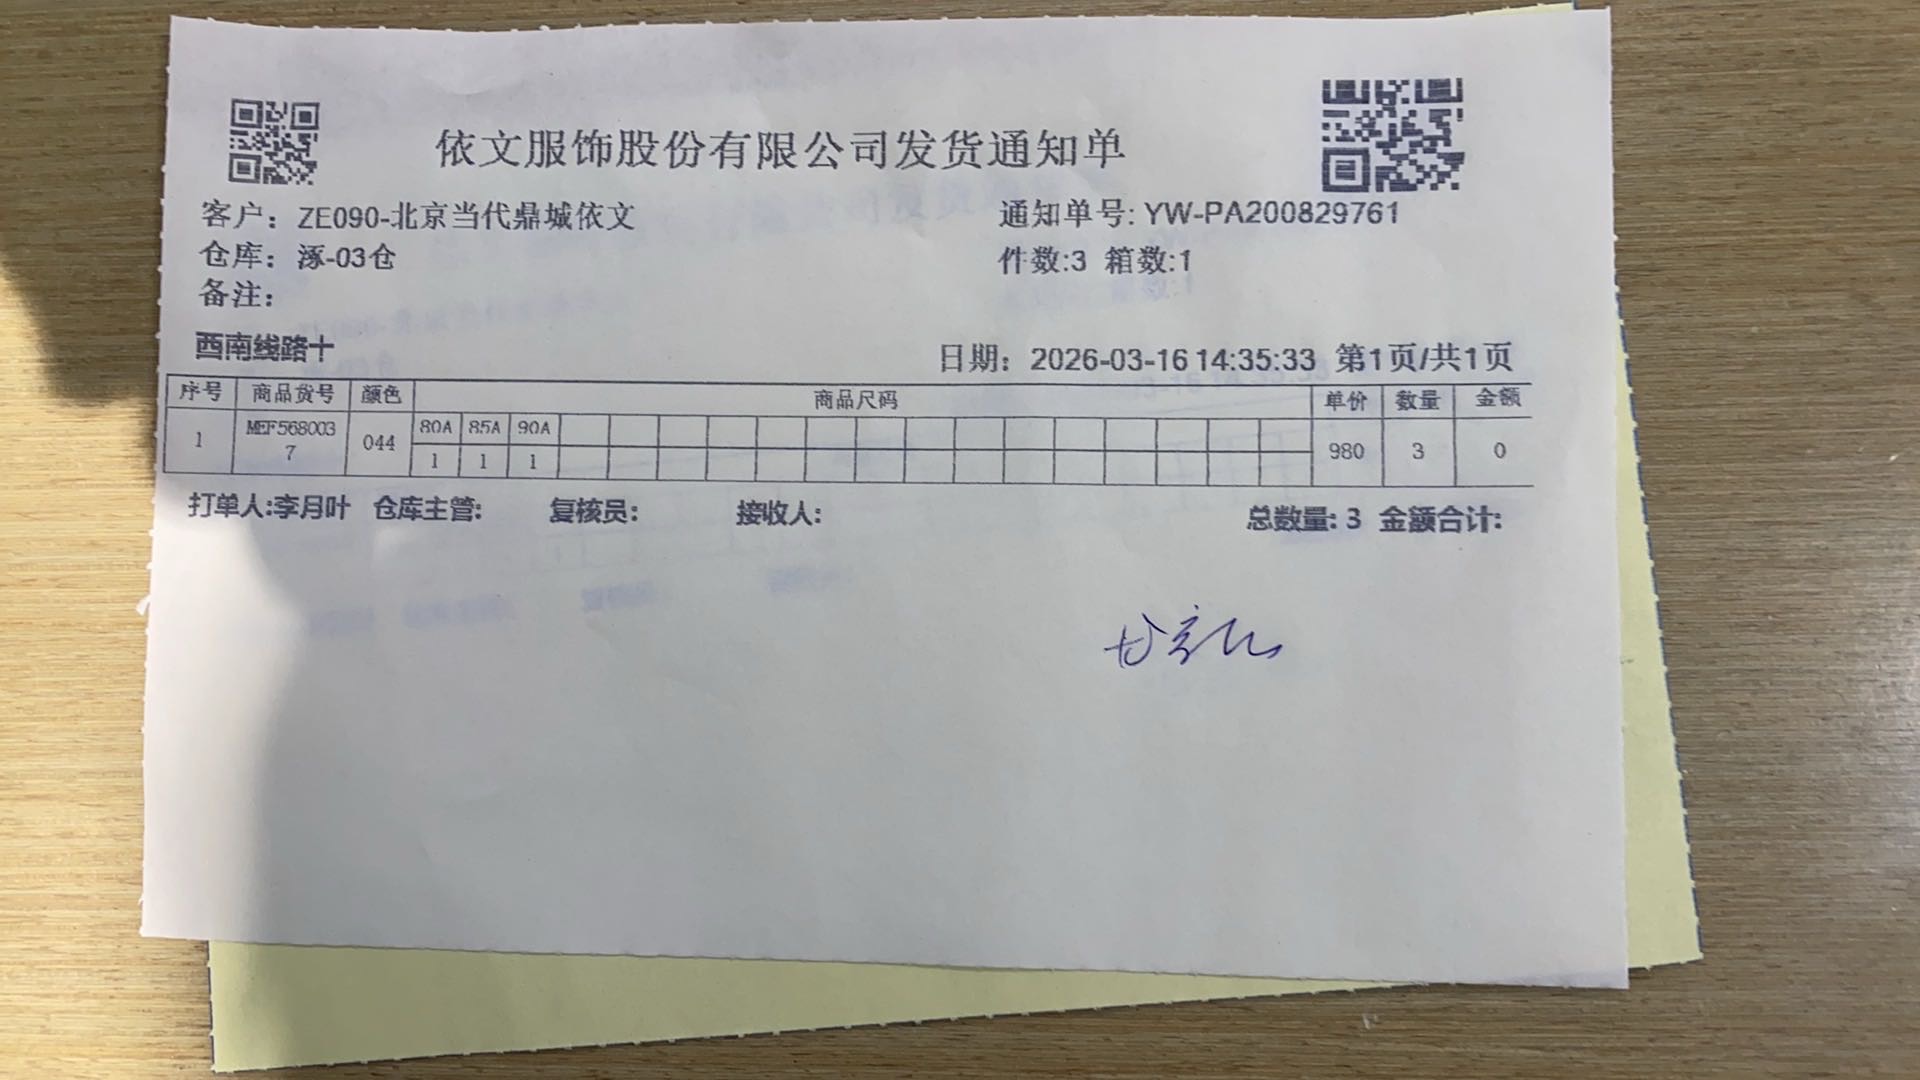 依文服饰股份有限公司发货通知单
客户：ZE090-北京当代鼎城依文 通知单号: YW-PA200829761
仓库：涿-03仓 件数:3 箱数:1
备注：
西南线路十 日期：2026-03-16 14:35:33 第1页/共1页
序号 商品货号 颜色 商品尺码 单价 数量 金额
1 MEF5680037 044 80A 85A 90A 980 3 0
1 1 1
打单人:李月叶 仓库主管: 复核员: 接收人: 总数量: 3 金额合计: